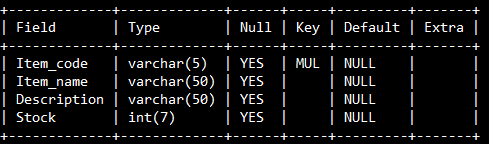 +-------------+-------------+------+-----+---------+-------+
| Field       | Type        | Null | Key | Default | Extra |
+-------------+-------------+------+-----+---------+-------+
| Item_code   | varchar(5)  | YES  | MUL | NULL    |       |
| Item_name   | varchar(50) | YES  |     | NULL    |       |
| Description | varchar(50) | YES  |     | NULL    |       |
| Stock       | int(7)      | YES  |     | NULL    |       |
+-------------+-------------+------+-----+---------+-------+